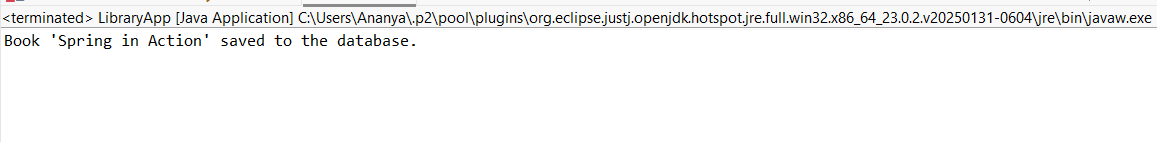 <terminated> LibraryApp [Java Application] C:\Users\Ananya\.p2\pool\plugins\org.eclipse.justj.openjdk.hotspot.jre.full.win32.x86_64_23.0.2.v20250131-0604\jre\bin\javaw.exe
Book 'Spring in Action' saved to the database.